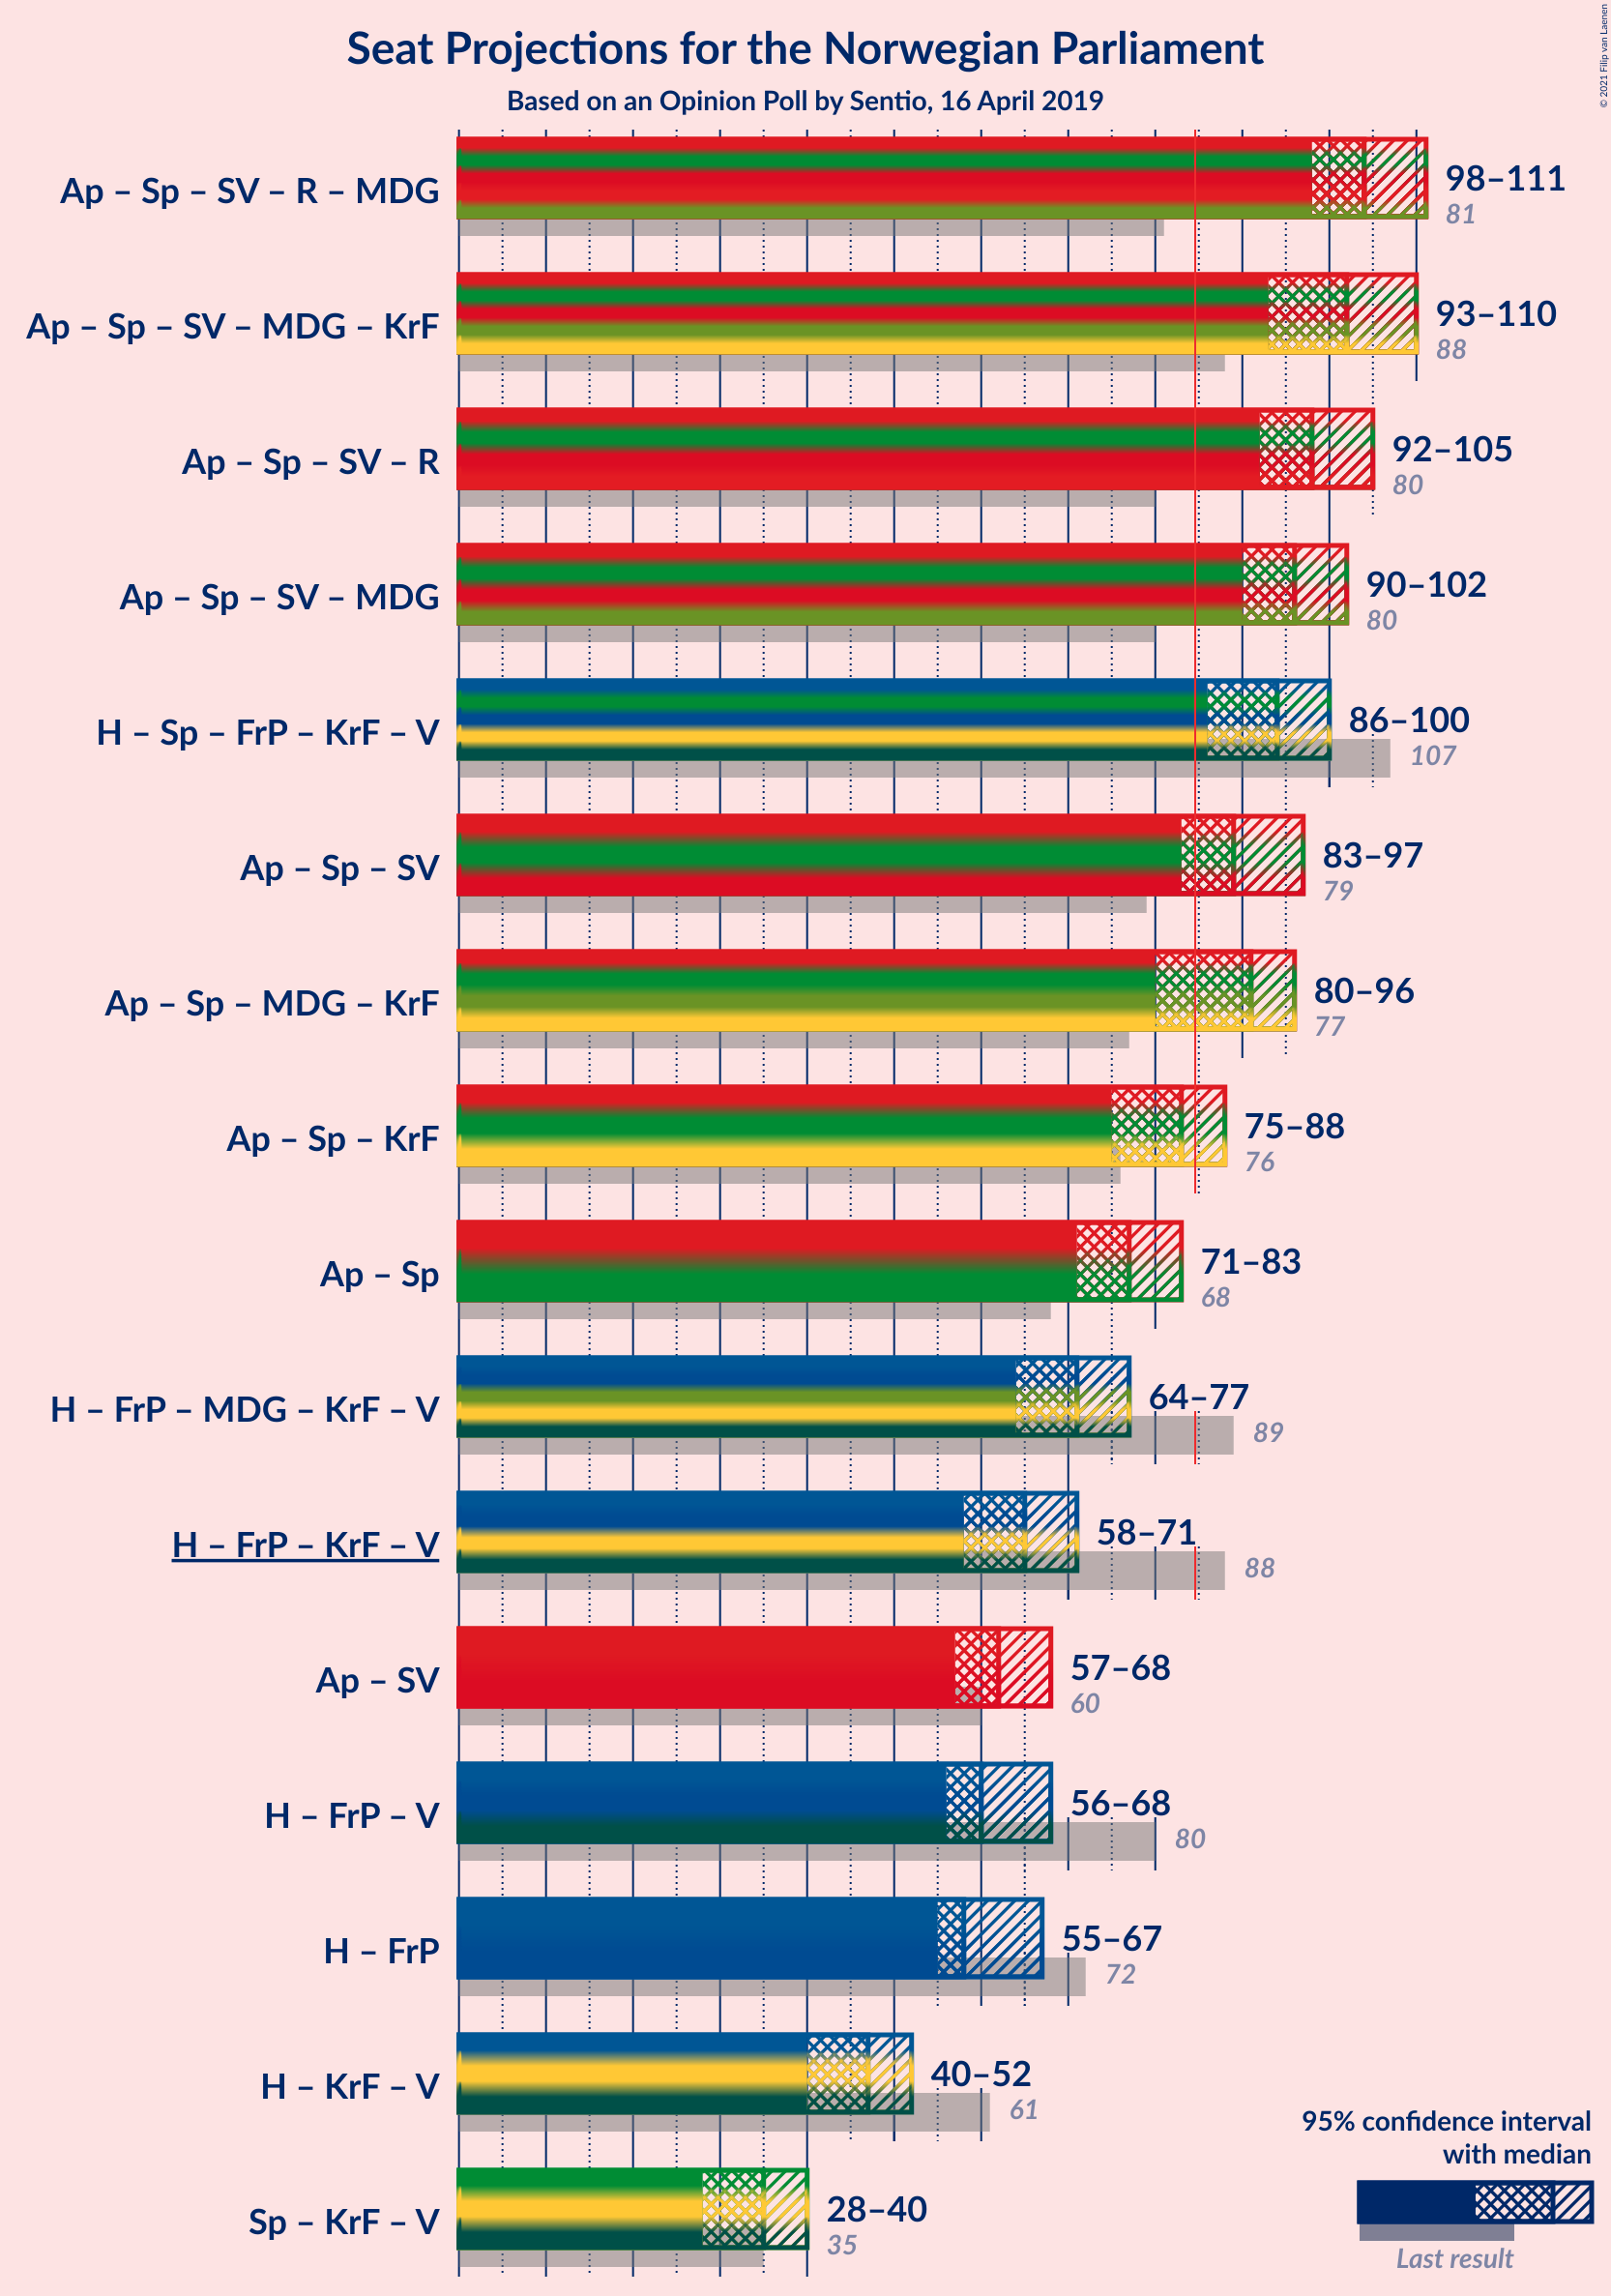 Seat Projections for the Norwegian Parliament
Based on an Opinion Poll by Sentio, 16 April 2019
© 2021 Filip van Laenen
Ap – Sp – SV – R – MDG
98–111
81
Ap – Sp – SV – MDG – KrF
93–110
88
Ap – Sp – SV – R
92–105
80
Ap – Sp – SV – MDG
90–102
80
H – Sp – FrP – KrF – V
86–100
107
Ap – Sp – SV
83–97
79
Ap – Sp – MDG – KrF
80–96
77
Ap – Sp – KrF
75–88
76
Ap – Sp
71–83
68
H – FrP – MDG – KrF – V
64–77
89
H – FrP – KrF – V
58–71
88
Ap – SV
57–68
60
H – FrP – V
56–68
80
H – FrP
55–67
72
H – KrF – V
40–52
61
Sp – KrF – V
28–40
35
95% confidence interval
with median
Last result